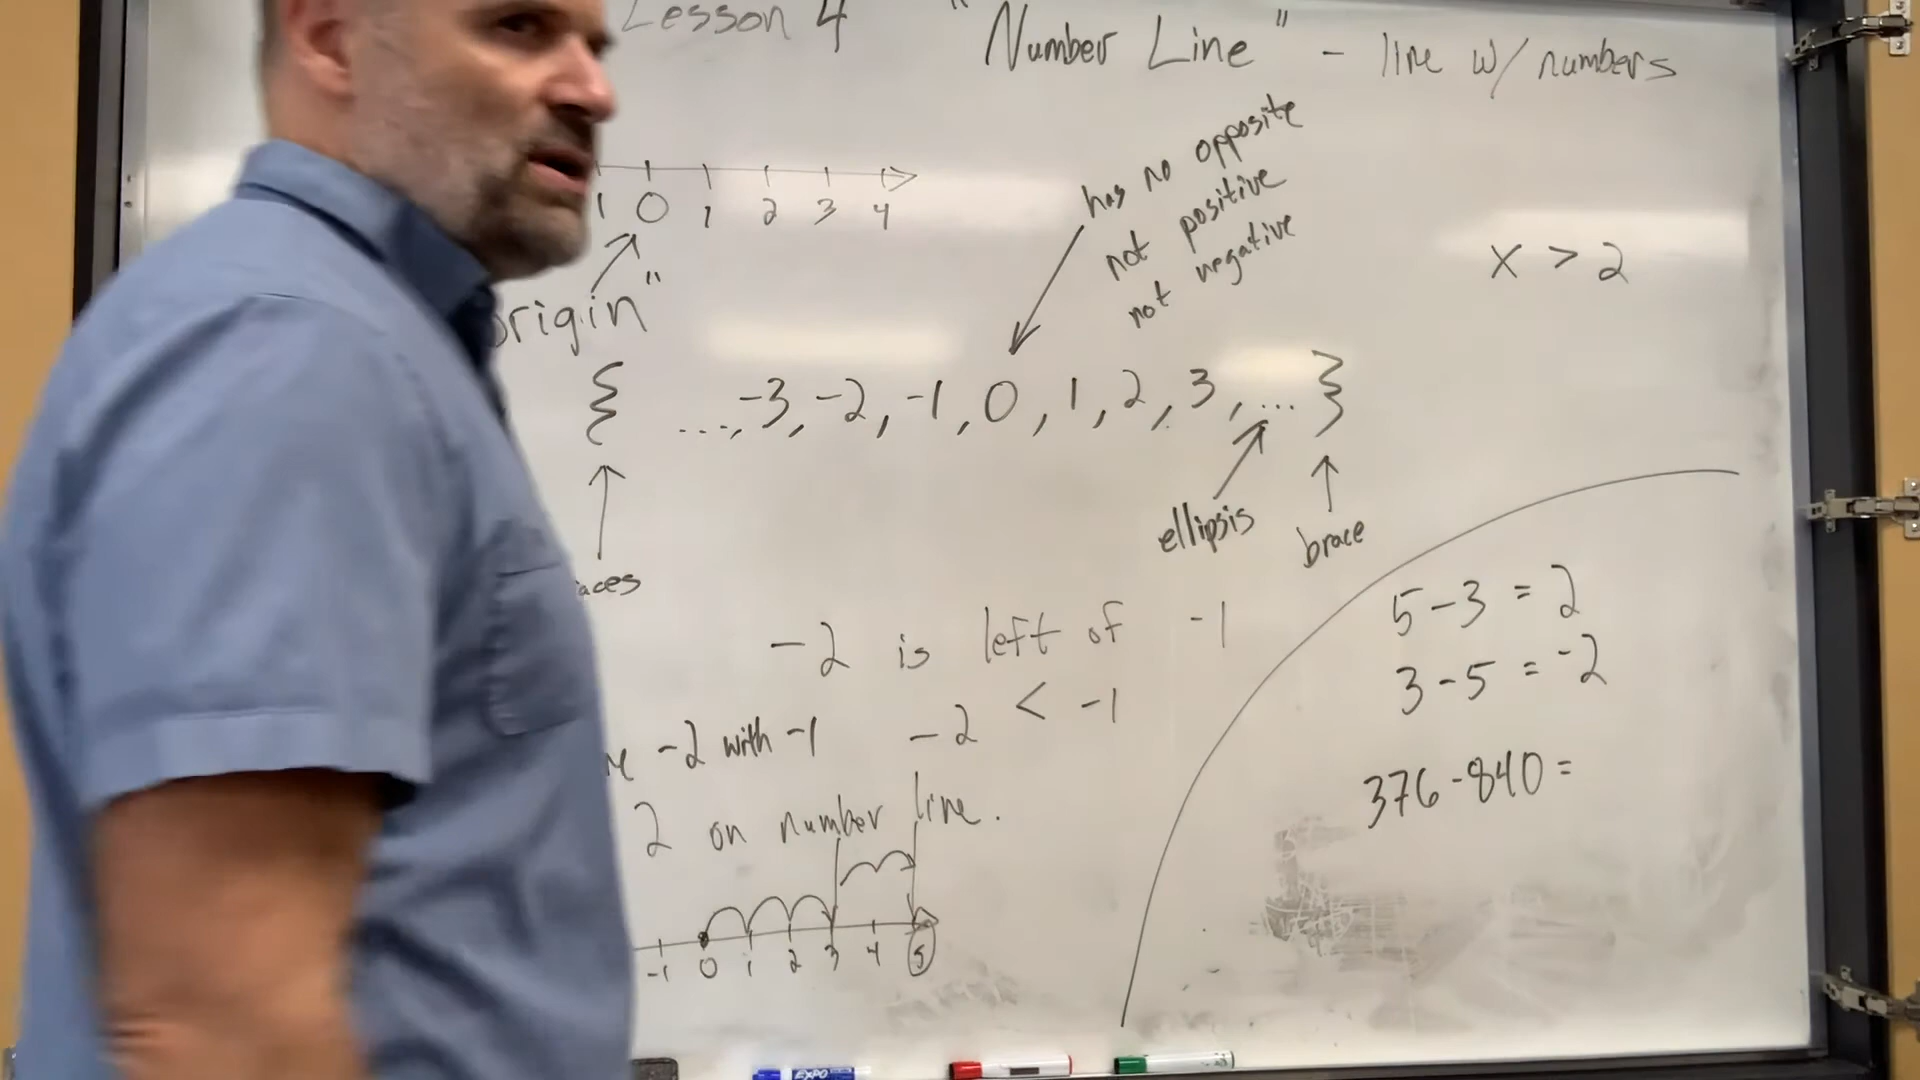 Lesson 4 "Number Line" - line w/ numbers
1 0 1 2 3 4
origin"
has no opposite
not positive
not negative
x > 2
{ ..., -3, -2, -1, 0, 1, 2, 3, ... }
ellipsis
brace
aces
-2 is left of -1
-2 with -1 -2 < -1
2 on number line.
-1 0 1 2 3 4 5
5-3 = 2
3-5 = -2
376-840 =
EXPO